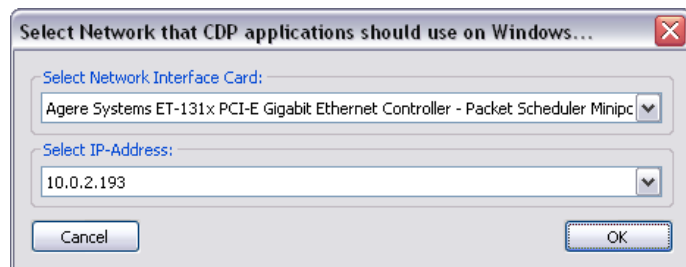 Select Network that CDP applications should use on Windows...
Select Network Interface Card:
Agere Systems ET-131x PCI-E Gigabit Ethernet Controller - Packet Scheduler Minipc
Select IP-Address:
10.0.2.193
Cancel
OK